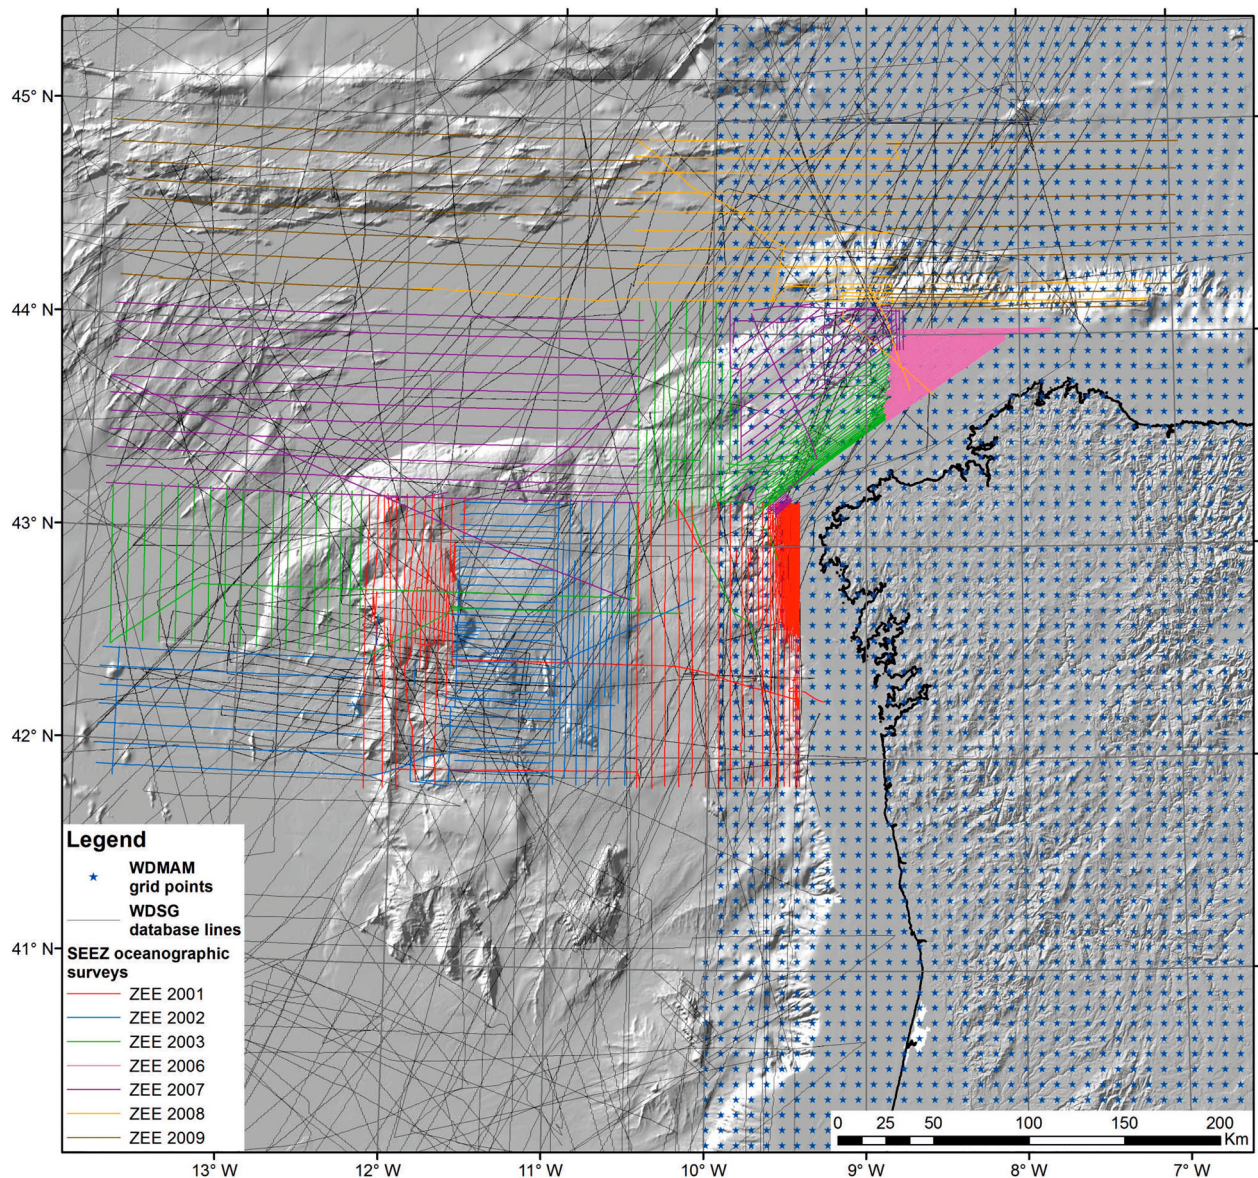 45° N
44° N
43° N
42° N
41° N
Legend
WDMAM
grid points
WDSG
database lines
SEEZ oceanographic
surveys
ZEE 2001
ZEE 2002
ZEE 2003
ZEE 2006
ZEE 2007
ZEE 2008
ZEE 2009
0 25 50 100 150 200
Km
13° W 12° W 11° W 10° W 9° W 8° W 7° W